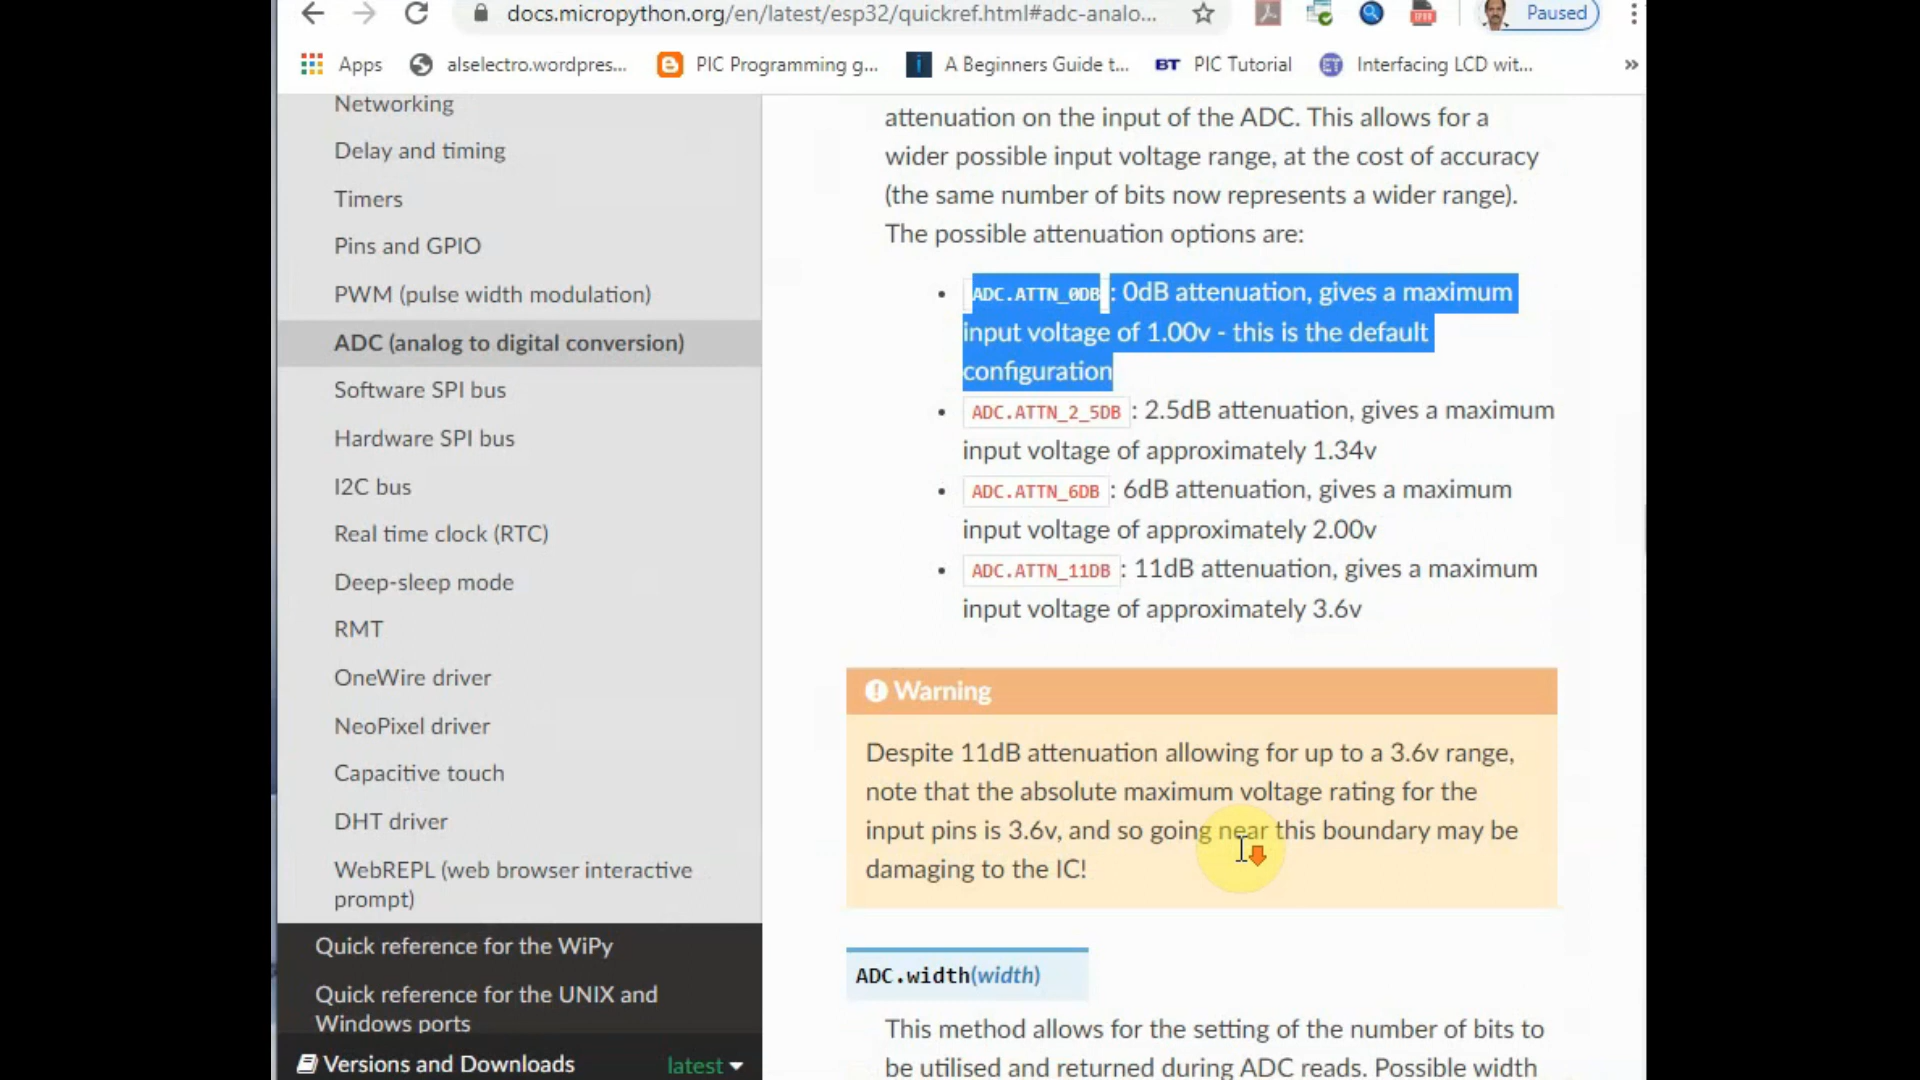 docs.micropython.org/en/latest/esp32/quickref.html#adc-analo...
Paused
Apps
alselectro.wordpres...
PIC Programming g...
A Beginners Guide t...
BT PIC Tutorial
ET Interfacing LCD wit...
»
Networking
Delay and timing
Timers
Pins and GPIO
PWM (pulse width modulation)
ADC (analog to digital conversion)
Software SPI bus
Hardware SPI bus
I2C bus
Real time clock (RTC)
Deep-sleep mode
RMT
OneWire driver
NeoPixel driver
Capacitive touch
DHT driver
WebREPL (web browser interactive
prompt)
Quick reference for the WiPy
Quick reference for the UNIX and
Windows ports
Versions and Downloads
latest
attenuation on the input of the ADC. This allows for a
wider possible input voltage range, at the cost of accuracy
(the same number of bits now represents a wider range).
The possible attenuation options are:
• ADC.ATTN_0DB : 0dB attenuation, gives a maximum
input voltage of 1.00v - this is the default
configuration
• ADC.ATTN_2_5DB : 2.5dB attenuation, gives a maximum
input voltage of approximately 1.34v
• ADC.ATTN_6DB : 6dB attenuation, gives a maximum
input voltage of approximately 2.00v
• ADC.ATTN_11DB : 11dB attenuation, gives a maximum
input voltage of approximately 3.6v
Warning
Despite 11dB attenuation allowing for up to a 3.6v range,
note that the absolute maximum voltage rating for the
input pins is 3.6v, and so going near this boundary may be
damaging to the IC!
ADC.width(width)
This method allows for the setting of the number of bits to
be utilised and returned during ADC reads. Possible width